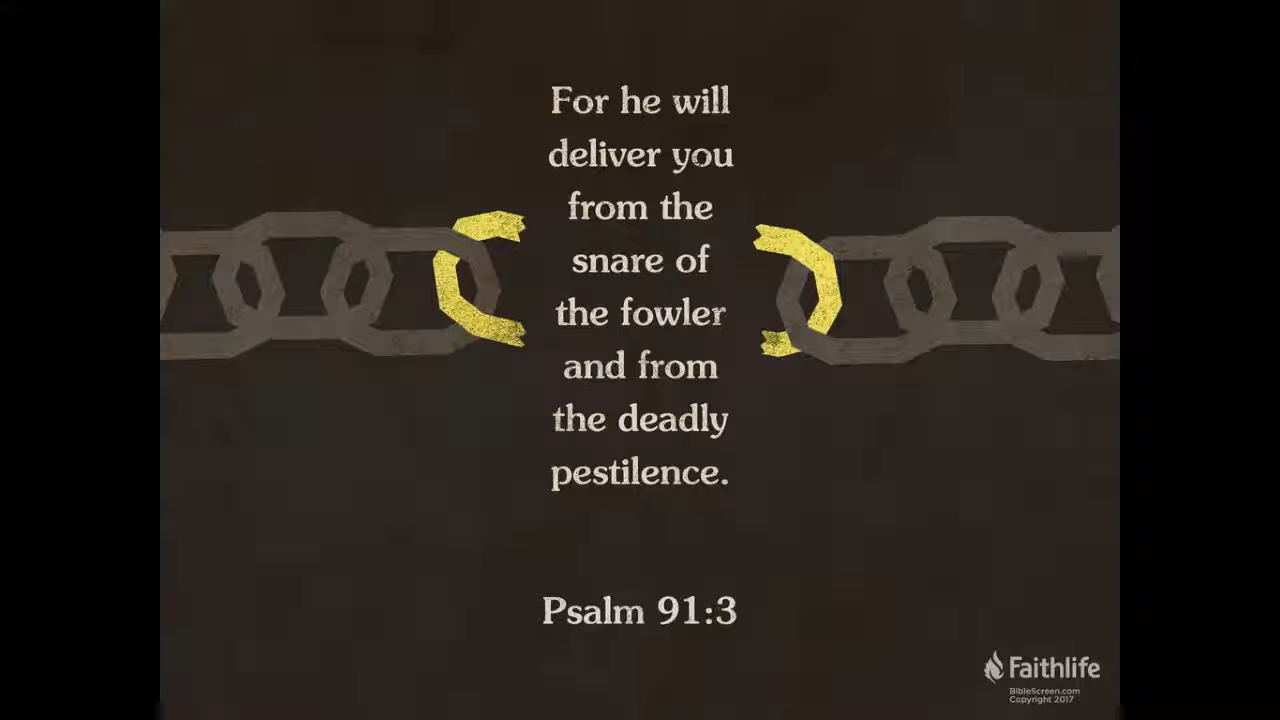 For he will
deliver you
from the
snare of
the fowler
and from
the deadly
pestilence.
Psalm 91:3
Faithlife
BibleScreen.com
Copyright 2017